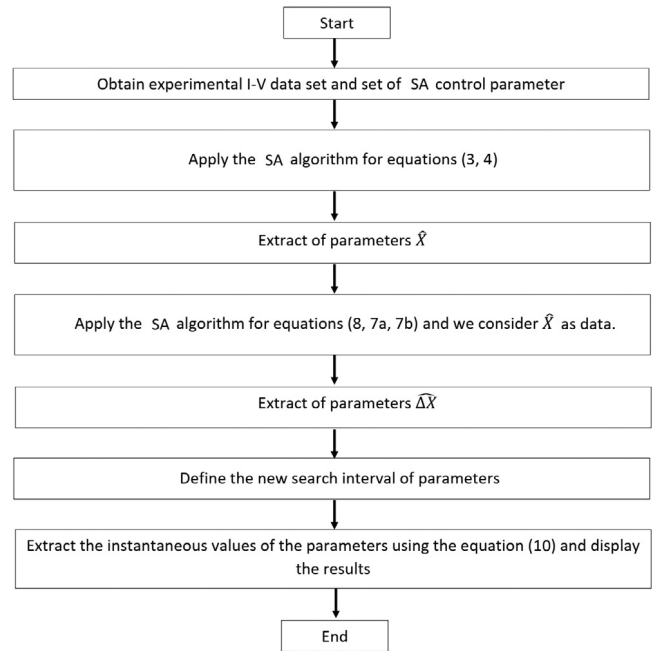 Start
Obtain experimental I-V data set and set of SA control parameter
Apply the SA algorithm for equations (3, 4)
Extract of parameters X̂
Apply the SA algorithm for equations (8, 7a, 7b) and we consider X̂ as data.
Extract of parameters \widehat{ΔX}
Define the new search interval of parameters
Extract the instantaneous values of the parameters using the equation (10) and display
the results
End